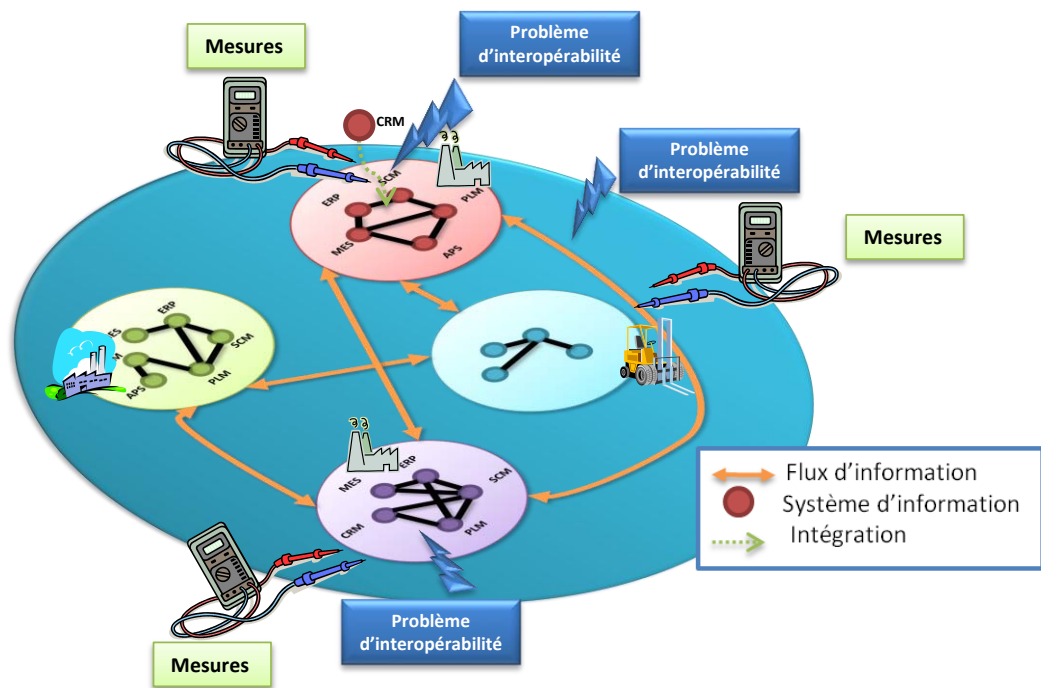 Problème
d'interopérabilité
Mesures
CRM
Problème
d'interopérabilité
SCM
ERP
PLM
MES
APS
Mesures
ERP
ES
SCM
M
APS
PLM
ERP
MES
SCM
CRM
PLM
Flux d'information
Système d'information
Intégration
Problème
d'interopérabilité
Mesures